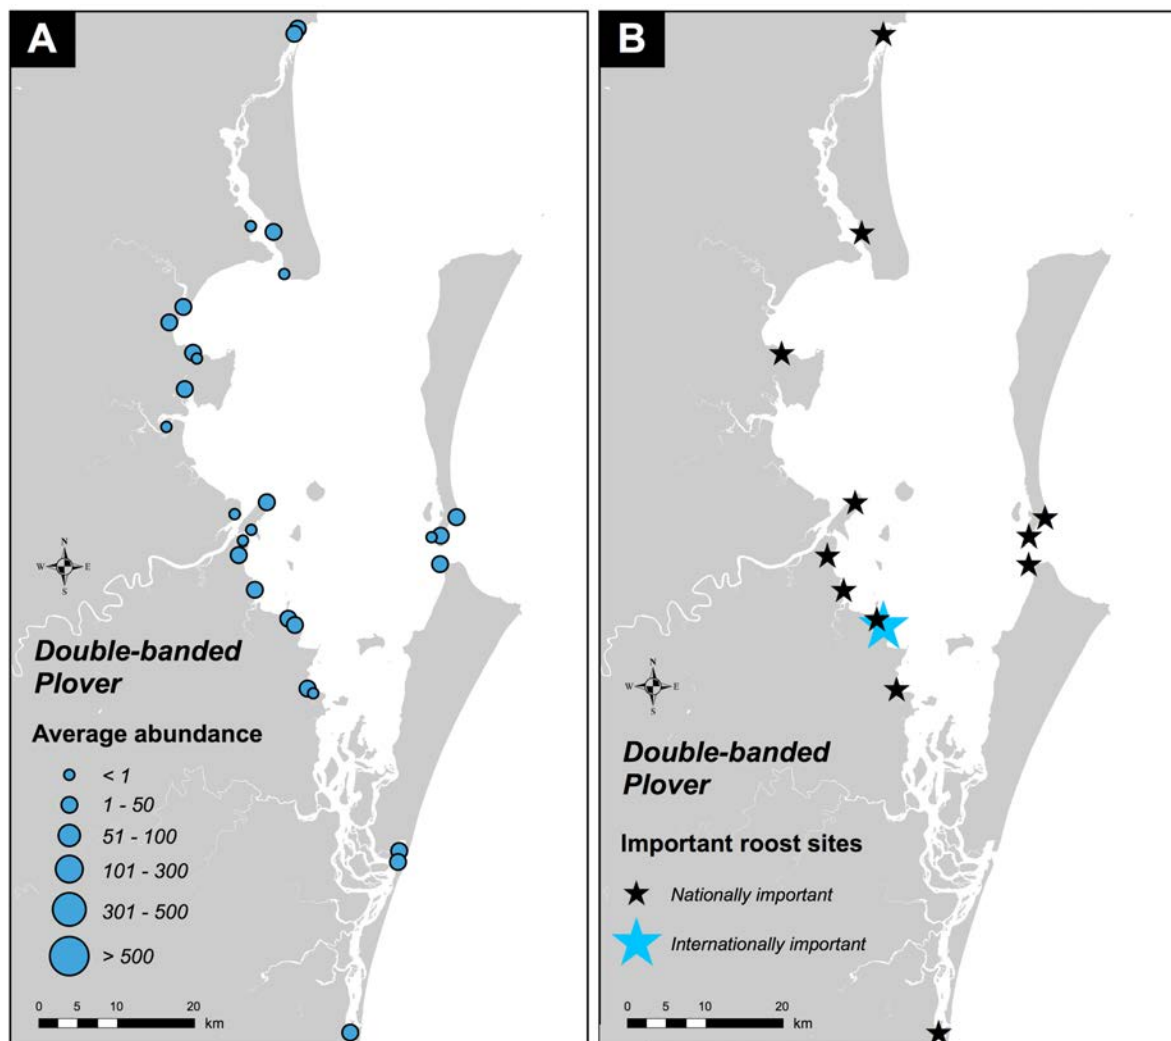 A
N
W E
S
Double-banded
Plover
Average abundance
< 1
1 - 50
51 - 100
101 - 300
301 - 500
> 500
0 5 10 20
km
B
N
W E
S
Double-banded
Plover
Important roost sites
Nationally important
Internationally important
0 5 10 20
km